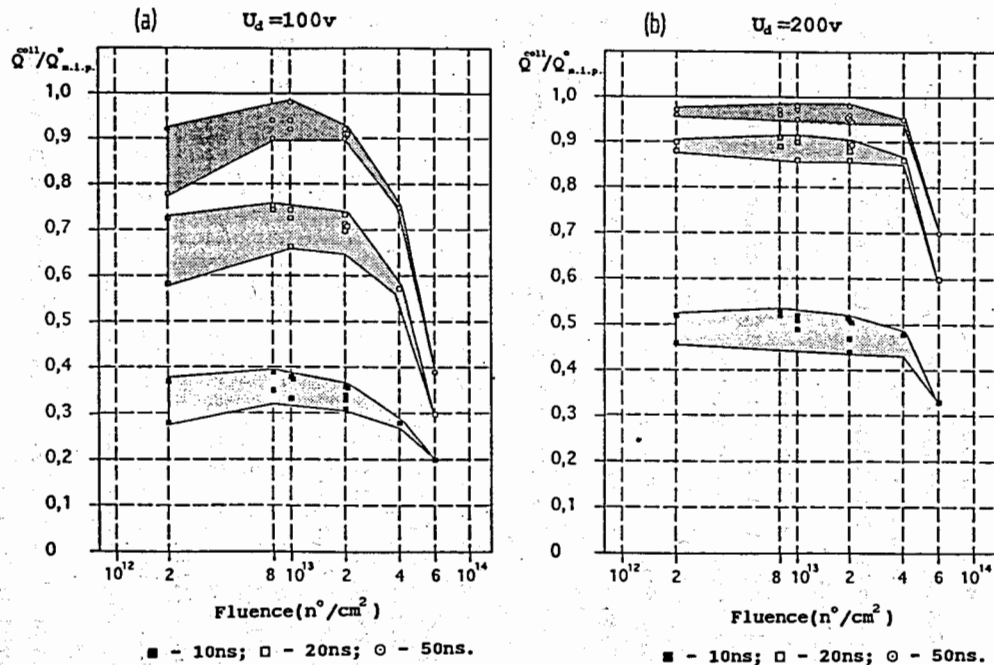 (a) U_d=100v
Q^coll/Q°_m.i.p.
1,0
0,9
0,8
0,7
0,6
0,5
0,4
0,3
0,2
0,1
0
10^12 2 8 10^13 2 4 6 10^14
Fluence(n°/cm²)
■ - 10ns; □ - 20ns; ⊙ - 50ns.
(b) U_d=200v
Q^coll/Q°_m.i.p.
1,0
0,9
0,8
0,7
0,6
0,5
0,4
0,3
0,2
0,1
0
10^12 2 8 10^13 2 4 6 10^14
Fluence(n°/cm²)
■ - 10ns; □ - 20ns; ⊙ - 50ns.